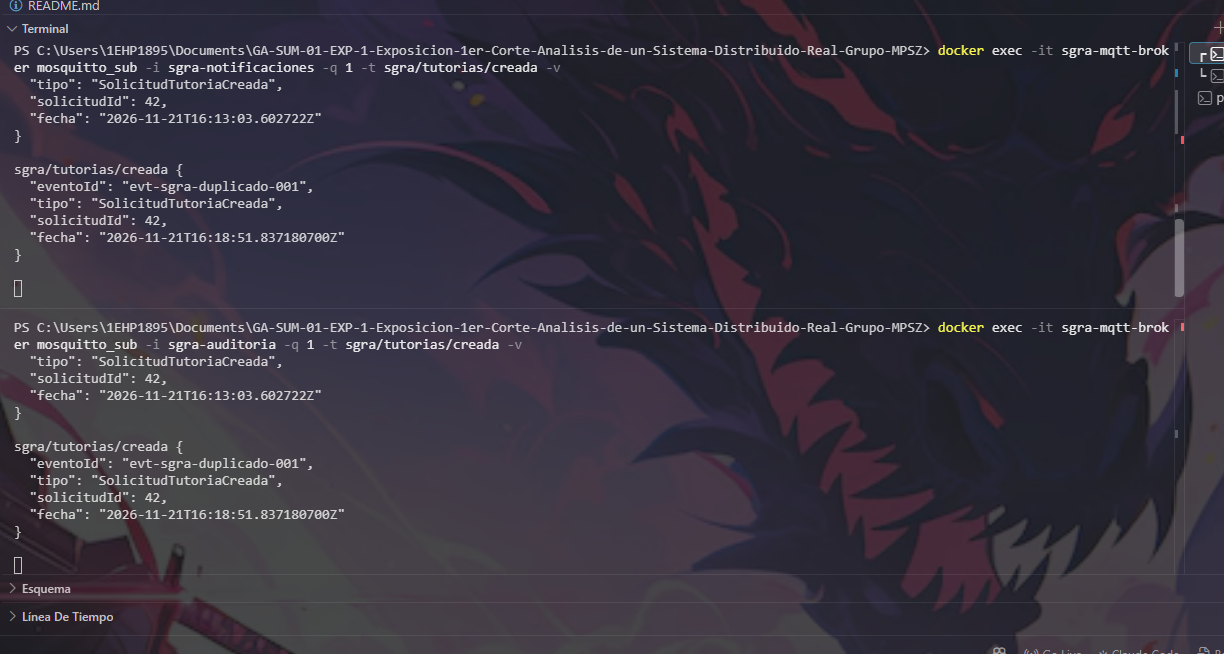 README.md
Terminal
PS C:\Users\1EHP1895\Documents\GA-SUM-01-EXP-1-Exposicion-1er-Corte-Analisis-de-un-Sistema-Distribuido-Real-Grupo-MPSZ> docker exec -it sgra-mqtt-brok
er mosquitto_sub -i sgra-notificaciones -q 1 -t sgra/tutorias/creada -v
"tipo": "SolicitudTutoriaCreada",
"solicitudId": 42,
"fecha": "2026-11-21T16:13:03.602722Z"
}
sgra/tutorias/creada {
"eventoId": "evt-sgra-duplicado-001",
"tipo": "SolicitudTutoriaCreada",
"solicitudId": 42,
"fecha": "2026-11-21T16:18:51.837180700Z"
}
PS C:\Users\1EHP1895\Documents\GA-SUM-01-EXP-1-Exposicion-1er-Corte-Analisis-de-un-Sistema-Distribuido-Real-Grupo-MPSZ> docker exec -it sgra-mqtt-brok
er mosquitto_sub -i sgra-auditoria -q 1 -t sgra/tutorias/creada -v
"tipo": "SolicitudTutoriaCreada",
"solicitudId": 42,
"fecha": "2026-11-21T16:13:03.602722Z"
}
sgra/tutorias/creada {
"eventoId": "evt-sgra-duplicado-001",
"tipo": "SolicitudTutoriaCreada",
"solicitudId": 42,
"fecha": "2026-11-21T16:18:51.837180700Z"
}
Esquema
Línea De Tiempo
Go Live Claude Code